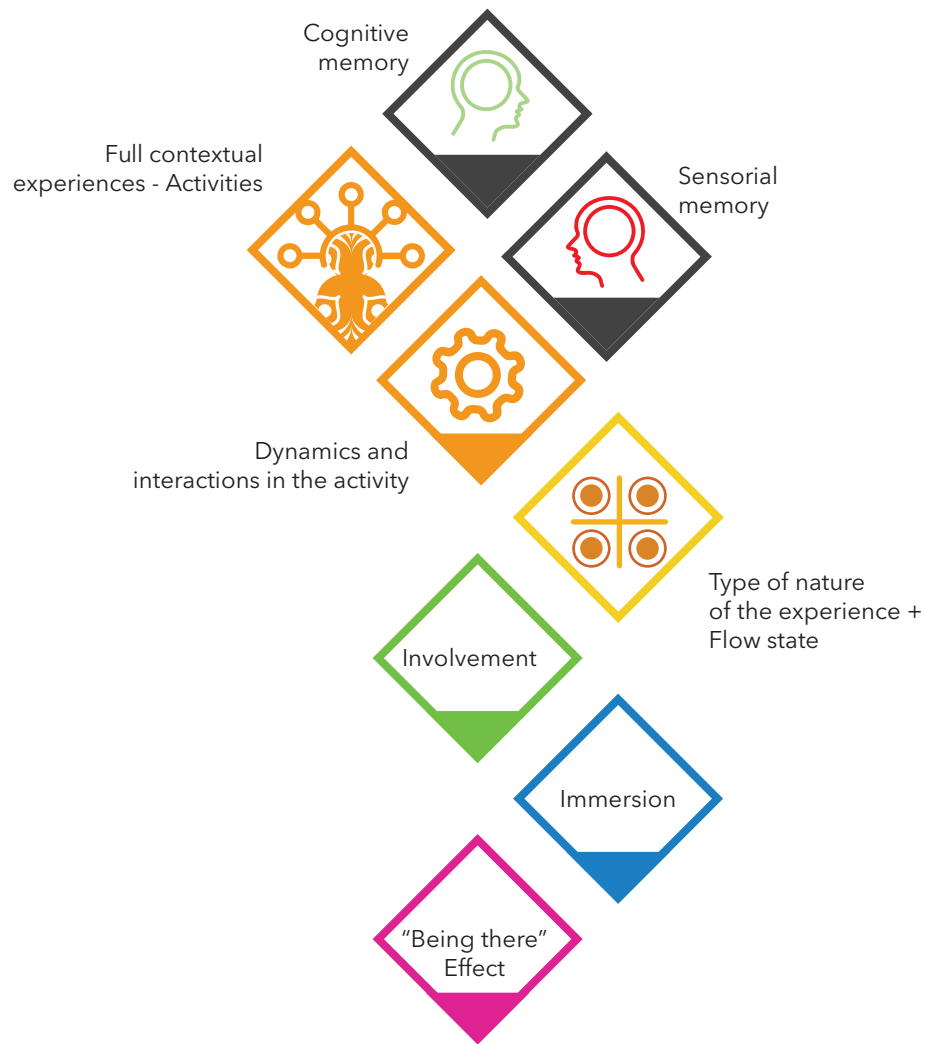 Cognitive
memory
Full contextual
experiences - Activities
Sensorial
memory
Dynamics and
interactions in the activity
Type of nature
of the experience +
Flow state
Involvement
Immersion
“Being there”
Effect